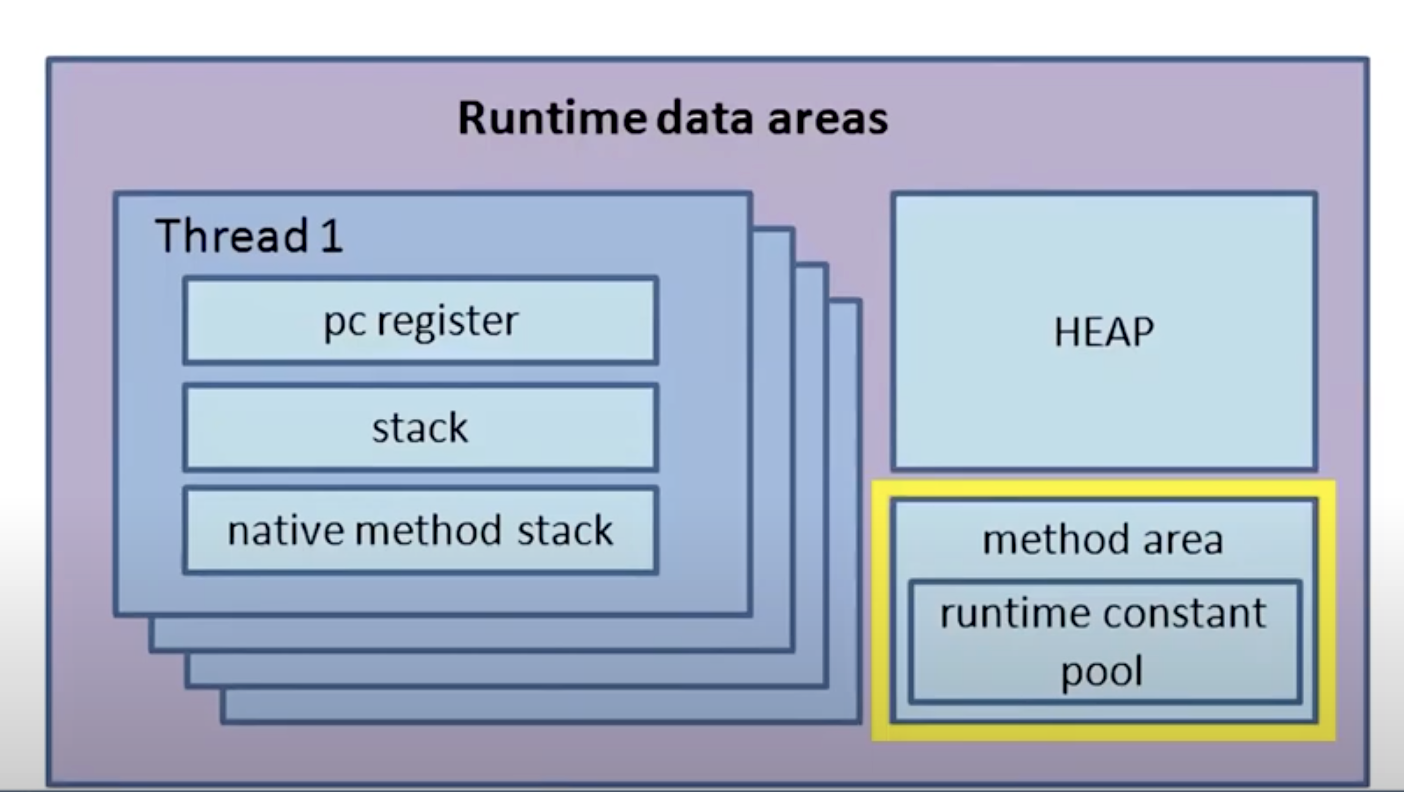 Runtime data areas
Thread 1
pc register
stack
native method stack
HEAP
method area
runtime constant
pool